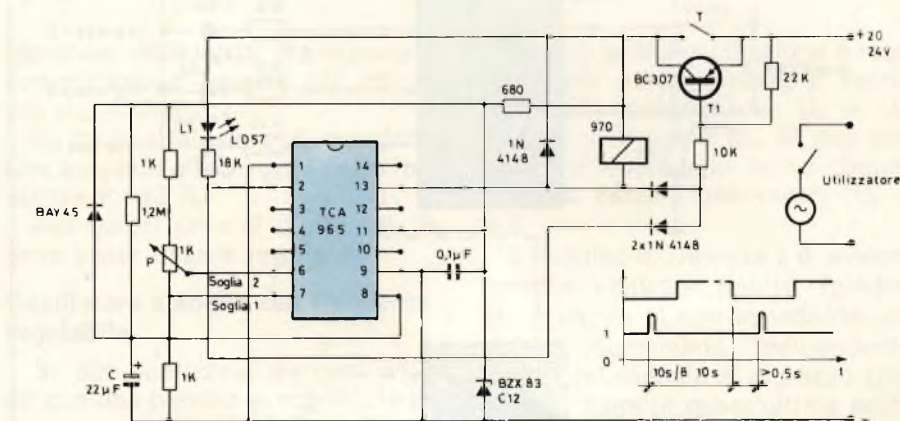 T
+20
24V
BC307
22K
T1
680
L1
LD57
1N
4148
970
10K
1K
18K
1
14
2
13
3
12
TCA
965
4
11
5
10
6
9
7
8
BAY45
1,2M
1K
P
Soglia 2
Soglia 1
0,1µF
2x1N 4148
Utilizzatore
C
22µF
+
1K
BZX 83
C12
1
0
10s/8
10s
>0,5s
t